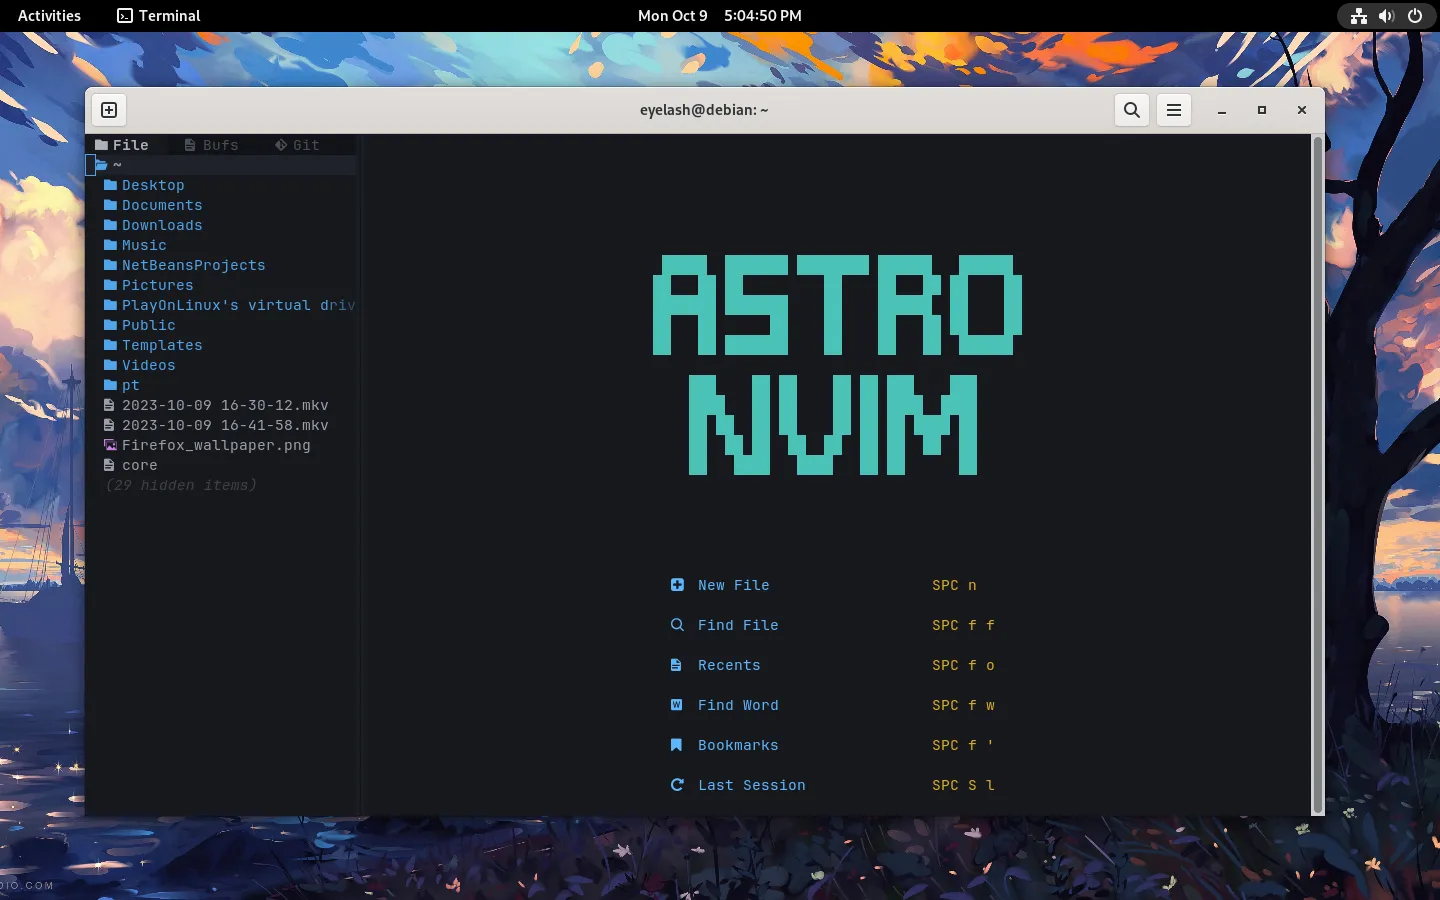 Activities Terminal Mon Oct 9 5:04:50 PM
eyelash@debian: ~
File Bufs Git
~
Desktop
Documents
Downloads
Music
NetBeansProjects
Pictures
PlayOnLinux's virtual driv
Public
Templates
Videos
pt
2023-10-09 16-30-12.mkv
2023-10-09 16-41-58.mkv
Firefox_wallpaper.png
core
(29 hidden items)
ASTRO
NVIM
New File SPC n
Find File SPC f f
Recents SPC f o
Find Word SPC f w
Bookmarks SPC f '
Last Session SPC S l
DIO.COM